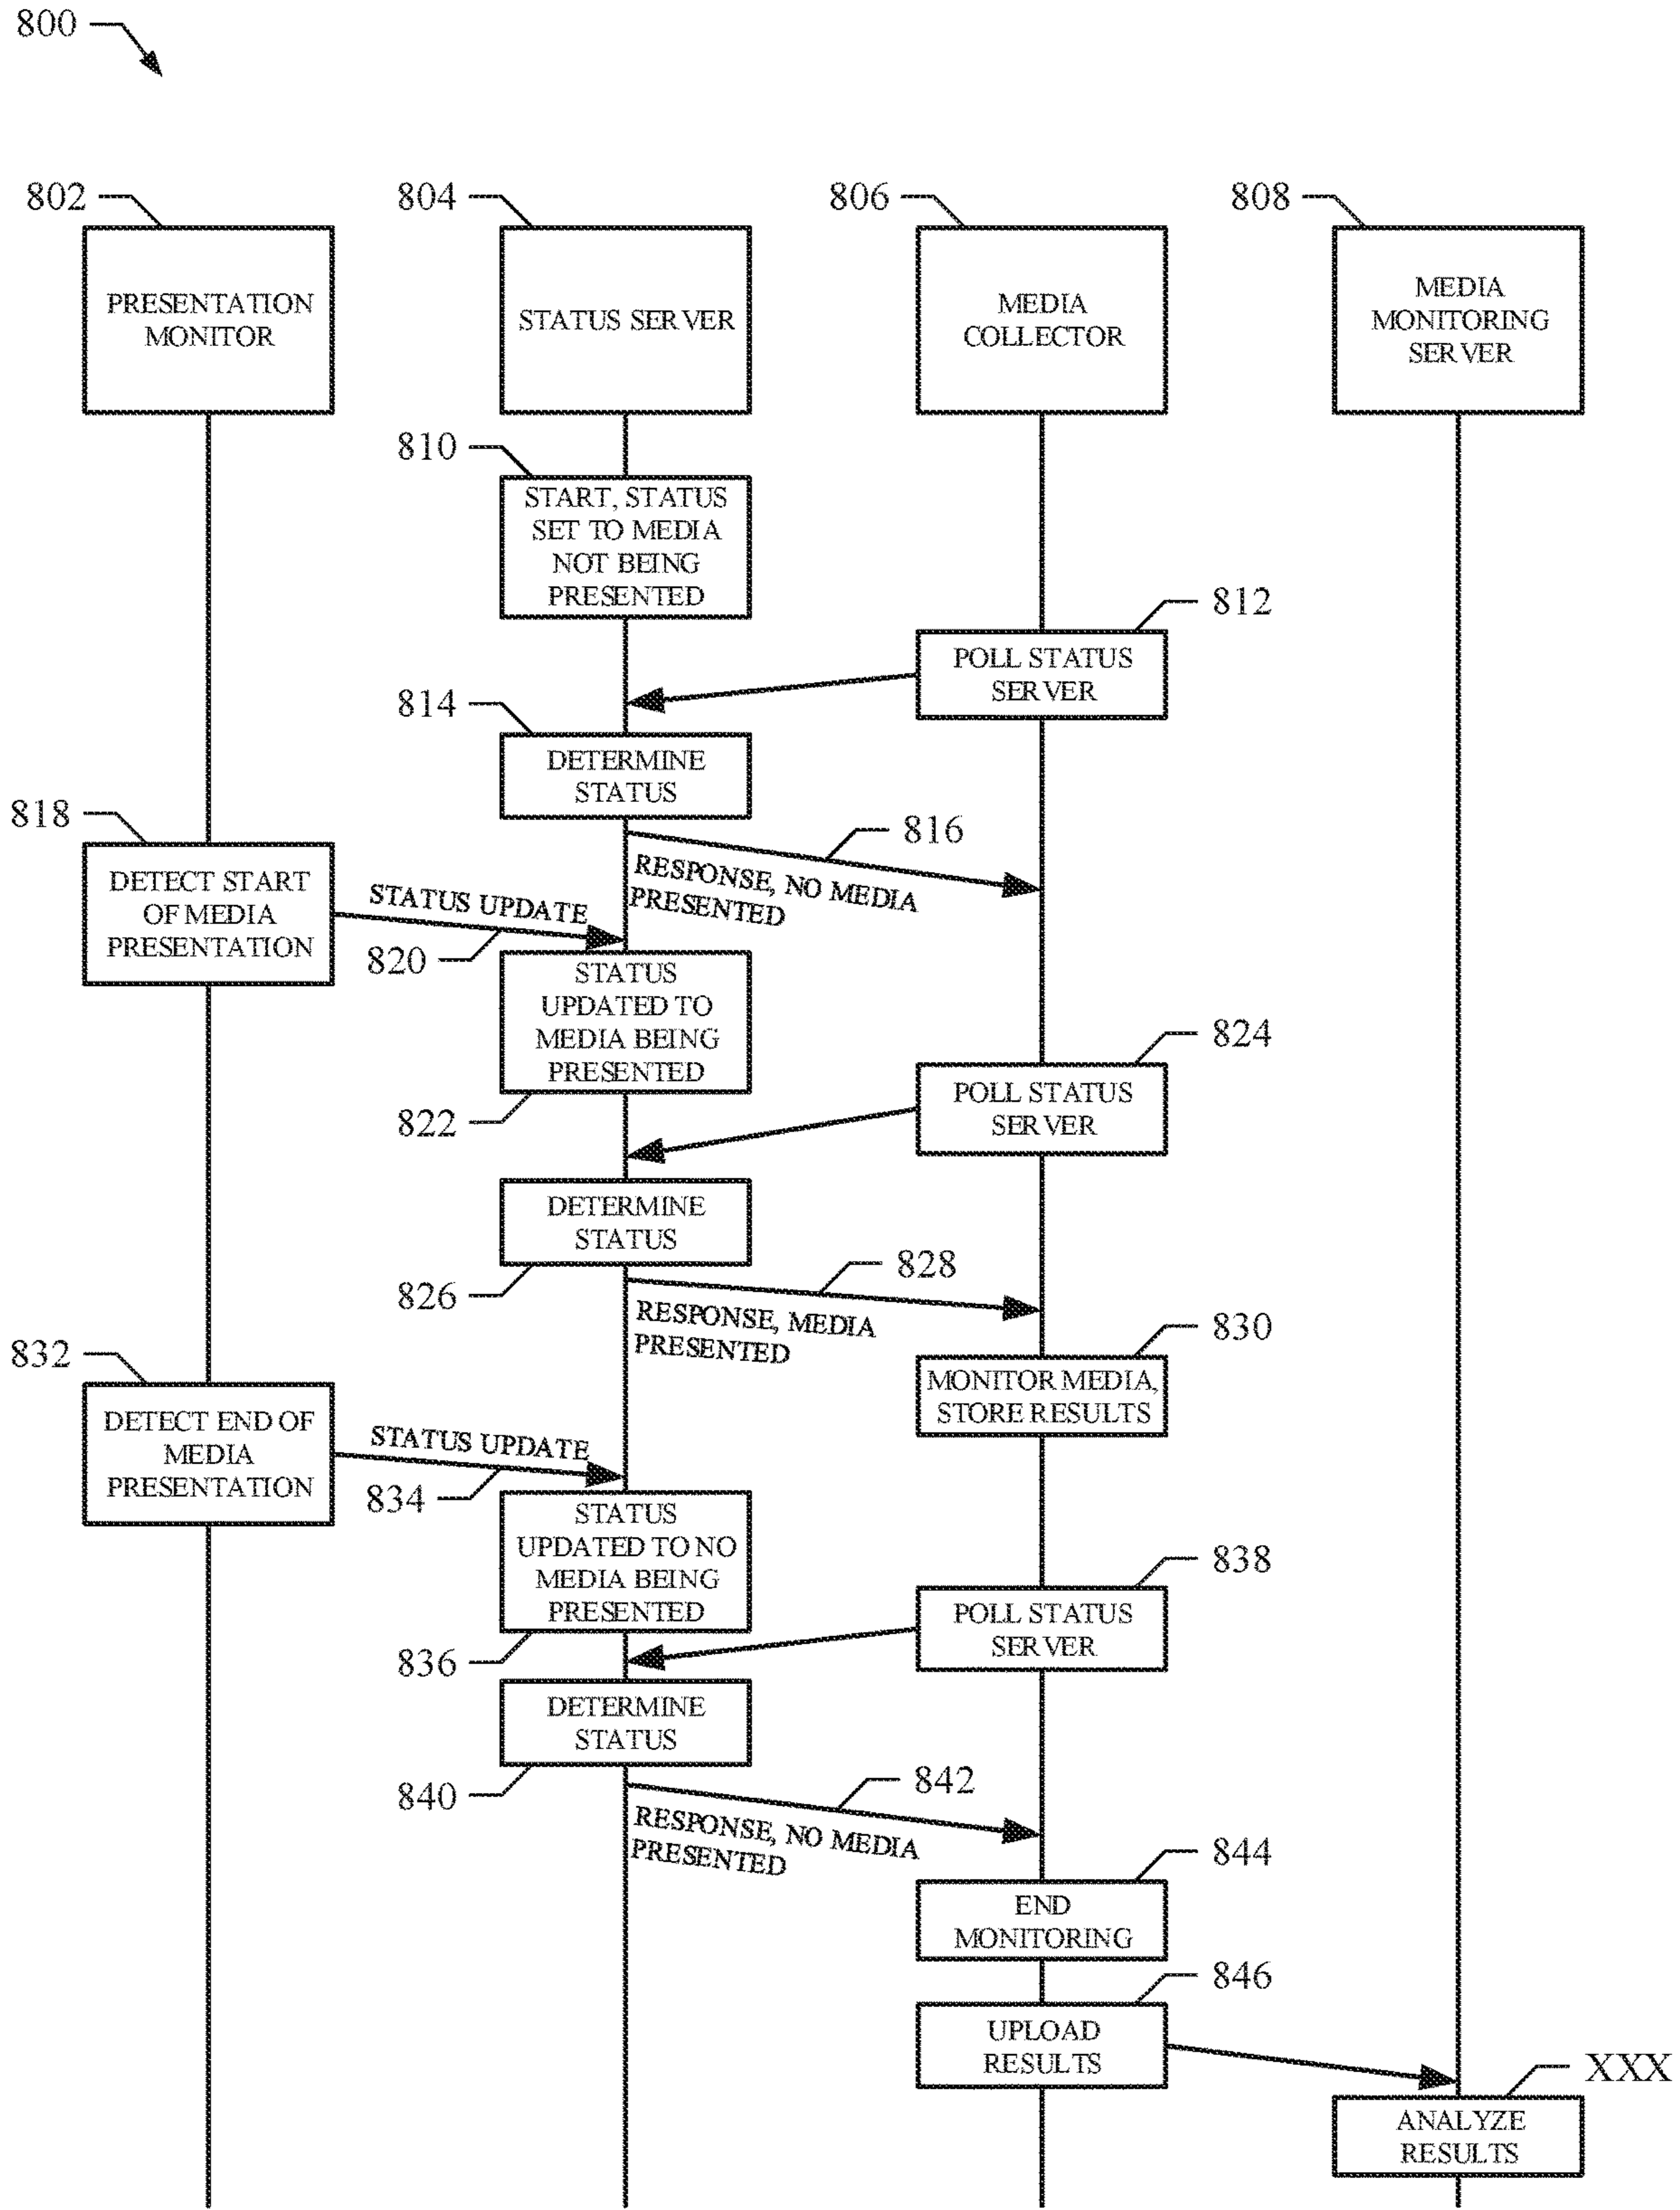 800
802
804
806
808
PRESENTATION
MONITOR
STATUS SERVER
MEDIA
COLLECTOR
MEDIA
MONITORING
SERVER
810
START, STATUS
SET TO MEDIA
NOT BEING
PRESENTED
812
POLL STATUS
SERVER
814
DETERMINE
STATUS
816
RESPONSE, NO MEDIA
PRESENTED
818
DETECT START
OF MEDIA
PRESENTATION
STATUS UPDATE
820
STATUS
UPDATED TO
MEDIA BEING
PRESENTED
822
824
POLL STATUS
SERVER
DETERMINE
STATUS
826
828
RESPONSE, MEDIA
PRESENTED
830
MONITOR MEDIA,
STORE RESULTS
832
DETECT END OF
MEDIA
PRESENTATION
STATUS UPDATE
834
STATUS
UPDATED TO NO
MEDIA BEING
PRESENTED
836
838
POLL STATUS
SERVER
DETERMINE
STATUS
840
842
RESPONSE, NO MEDIA
PRESENTED
844
END
MONITORING
846
UPLOAD
RESULTS
XXX
ANALYZE
RESULTS